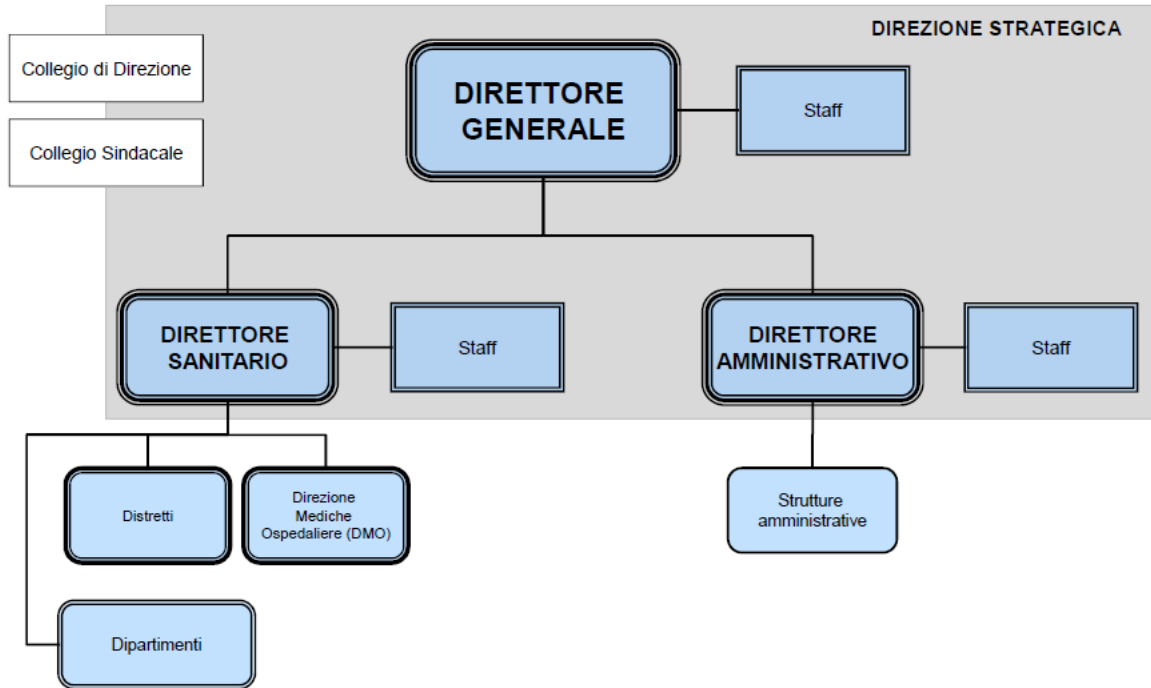 DIREZIONE STRATEGICA
Collegio di Direzione
Collegio Sindacale
DIRETTORE
GENERALE
Staff
DIRETTORE
SANITARIO
Staff
DIRETTORE
AMMINISTRATIVO
Staff
Distretti
Direzione
Mediche
Ospedaliere (DMO)
Strutture
amministrative
Dipartimenti